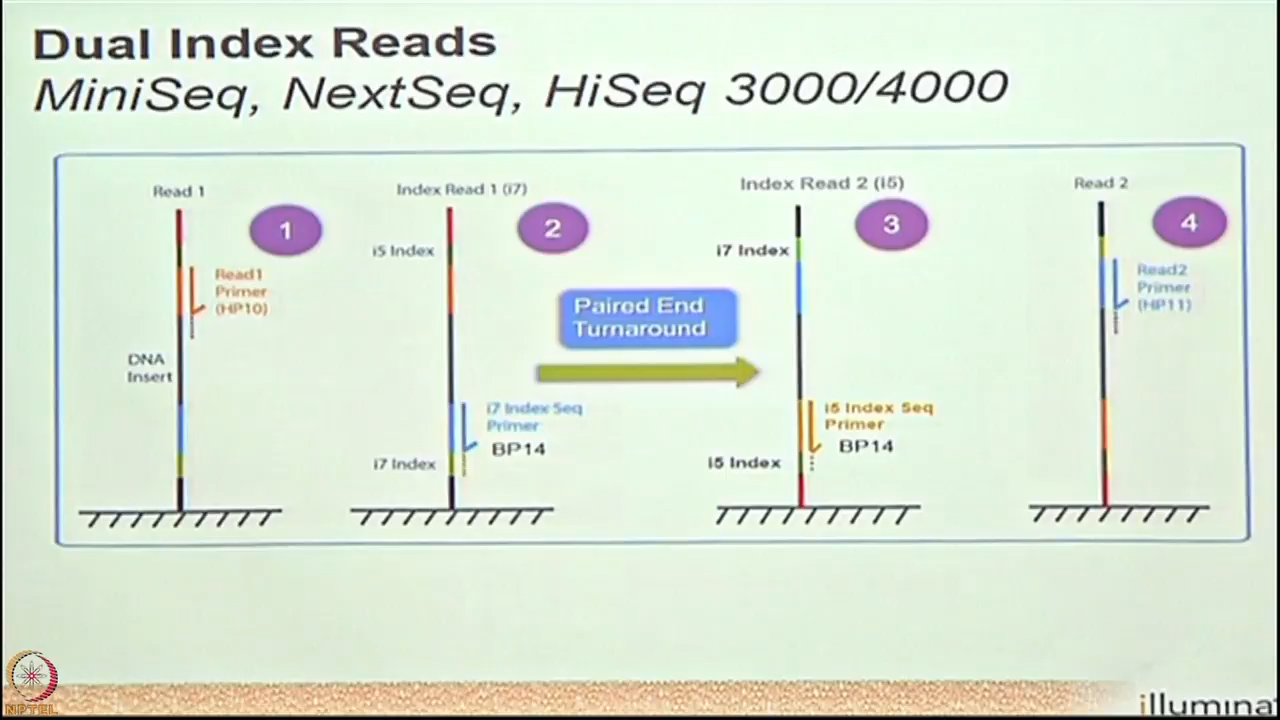 Dual Index Reads
MiniSeq, NextSeq, HiSeq 3000/4000
Read 1
1
Read1
Primer
(HP10)
DNA
Insert
Index Read 1 (i7)
2
i5 Index
i7 Index Seq
Primer
BP14
i7 Index
Paired End
Turnaround
Index Read 2 (i5)
3
i7 Index
i5 Index Seq
Primer
BP14
i5 Index
Read 2
4
Read2
Primer
(HP11)
NPTEL
illumina